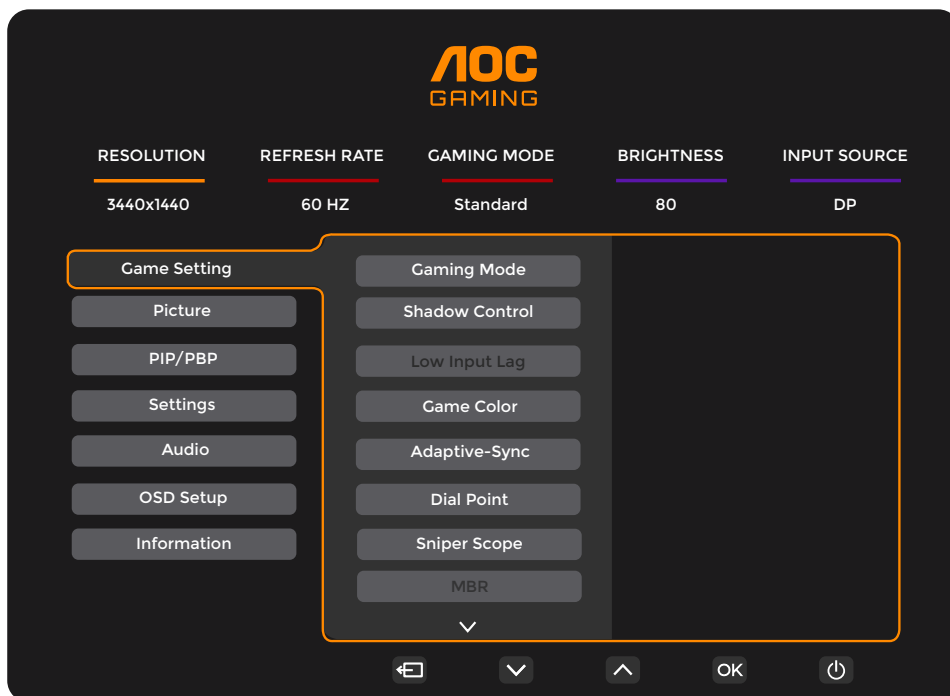 AOC
GAMING
RESOLUTION REFRESH RATE GAMING MODE BRIGHTNESS INPUT SOURCE
3440x1440 60 HZ Standard 80 DP
Game Setting
Picture
PIP/PBP
Settings
Audio
OSD Setup
Information
Gaming Mode
Shadow Control
Low Input Lag
Game Color
Adaptive-Sync
Dial Point
Sniper Scope
MBR
OK